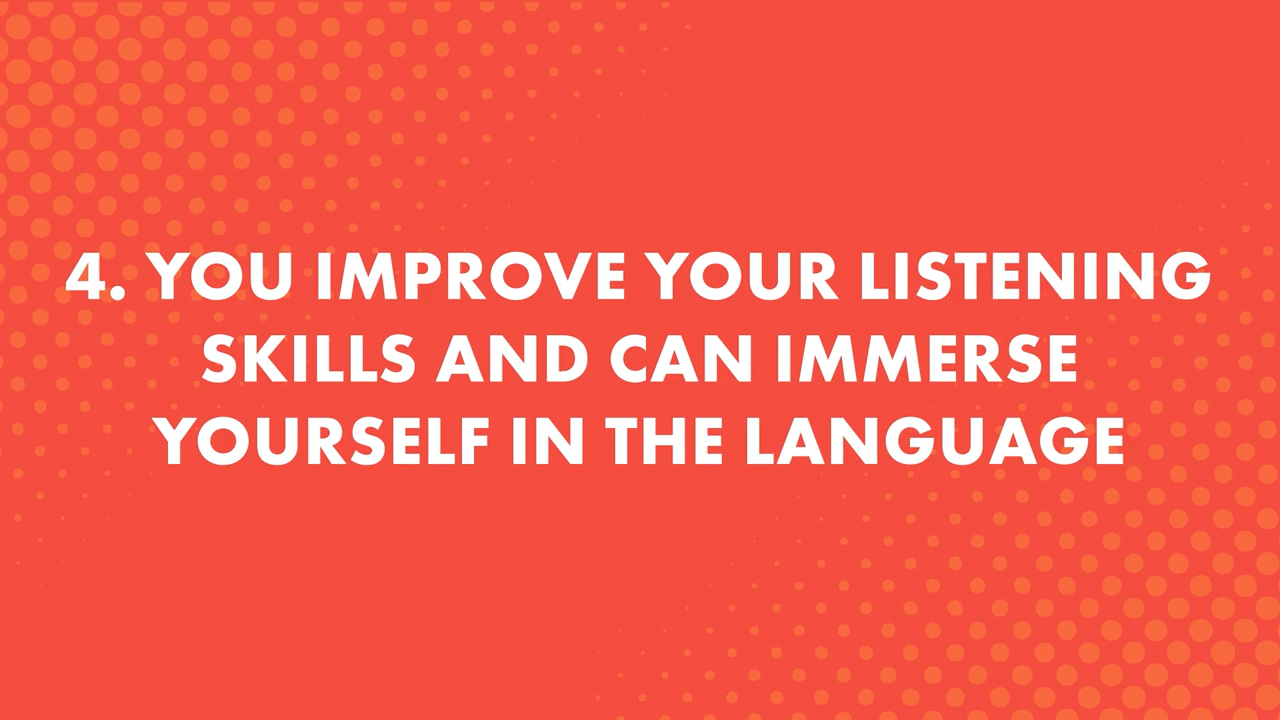 4. YOU IMPROVE YOUR LISTENING
SKILLS AND CAN IMMERSE
YOURSELF IN THE LANGUAGE